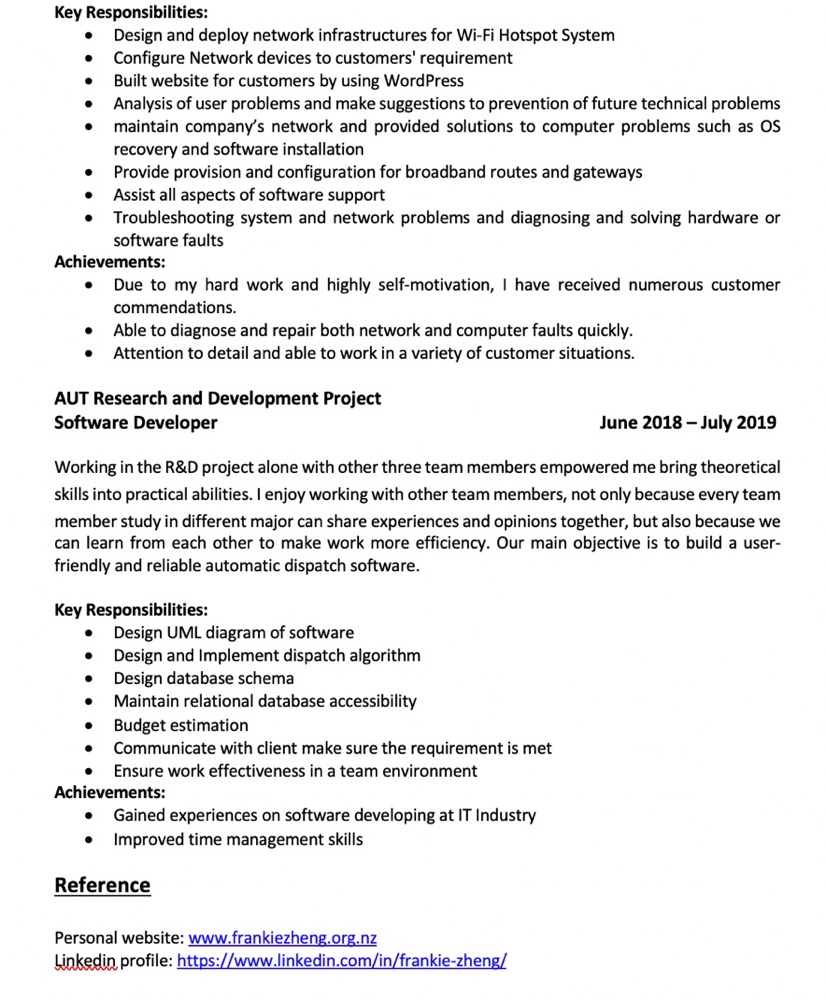 Key Responsibilities:
• Design and deploy network infrastructures for Wi-Fi Hotspot System
• Configure Network devices to customers' requirement
• Built website for customers by using WordPress
• Analysis of user problems and make suggestions to prevention of future technical problems
• maintain company's network and provided solutions to computer problems such as OS
recovery and software installation
• Provide provision and configuration for broadband routes and gateways
• Assist all aspects of software support
• Troubleshooting system and network problems and diagnosing and solving hardware or
software faults
Achievements:
• Due to my hard work and highly self-motivation, I have received numerous customer
commendations.
• Able to diagnose and repair both network and computer faults quickly.
• Attention to detail and able to work in a variety of customer situations.
AUT Research and Development Project
Software Developer June 2018 – July 2019
Working in the R&D project alone with other three team members empowered me bring theoretical
skills into practical abilities. I enjoy working with other team members, not only because every team
member study in different major can share experiences and opinions together, but also because we
can learn from each other to make work more efficiency. Our main objective is to build a user-
friendly and reliable automatic dispatch software.
Key Responsibilities:
• Design UML diagram of software
• Design and Implement dispatch algorithm
• Design database schema
• Maintain relational database accessibility
• Budget estimation
• Communicate with client make sure the requirement is met
• Ensure work effectiveness in a team environment
Achievements:
• Gained experiences on software developing at IT Industry
• Improved time management skills
Reference
Personal website: www.frankiezheng.org.nz
Linkedin profile: https://www.linkedin.com/in/frankie-zheng/